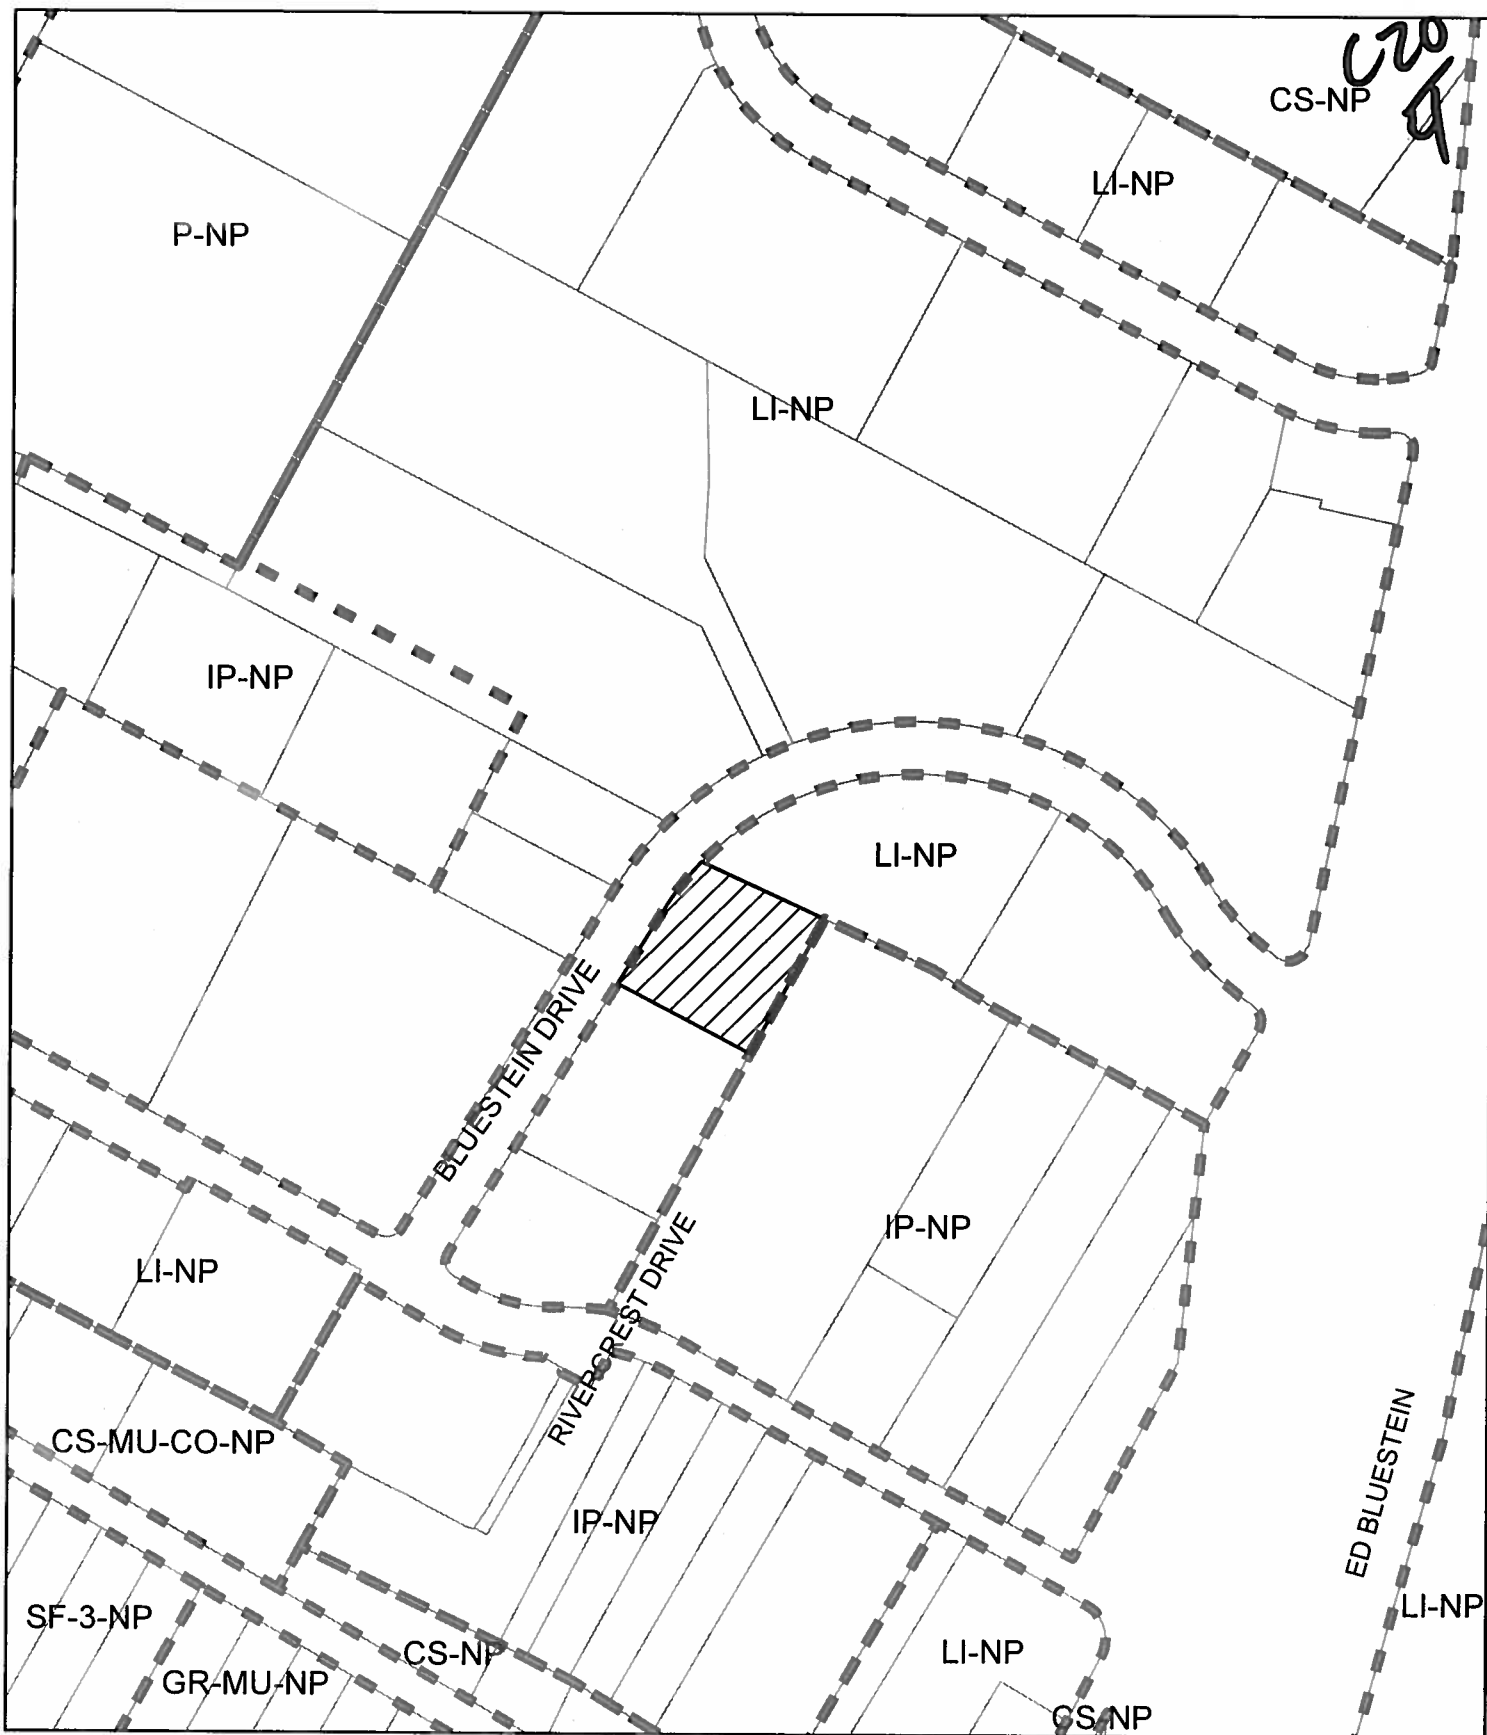 C20
4
CS-NP
LI-NP
P-NP
LI-NP
IP-NP
LI-NP
BLUESTEIN DRIVE
IP-NP
RIVERCREST DRIVE
LI-NP
CS-MU-CO-NP
IP-NP
ED BLUESTEIN
SF-3-NP
LI-NP
CS-NP
LI-NP
GR-MU-NP
CS-NP